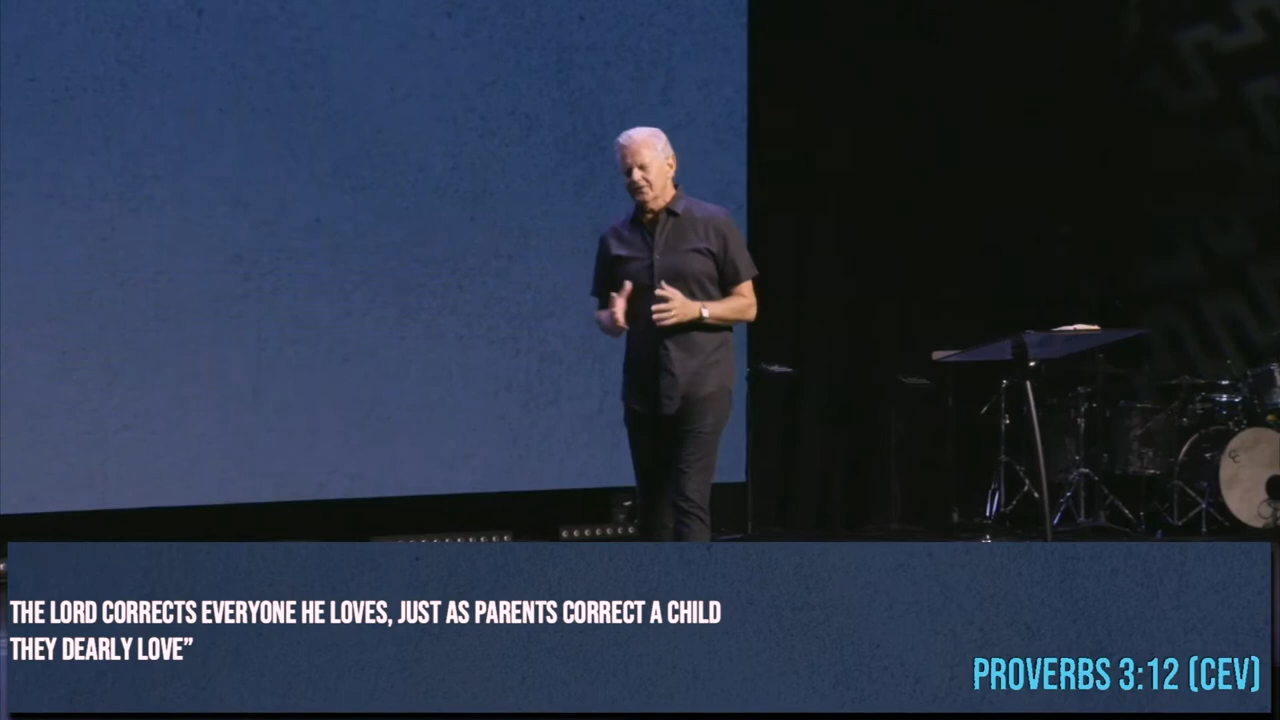 THE LORD CORRECTS EVERYONE HE LOVES, JUST AS PARENTS CORRECT A CHILD
THEY DEARLY LOVE”
PROVERBS 3:12 (CEV)